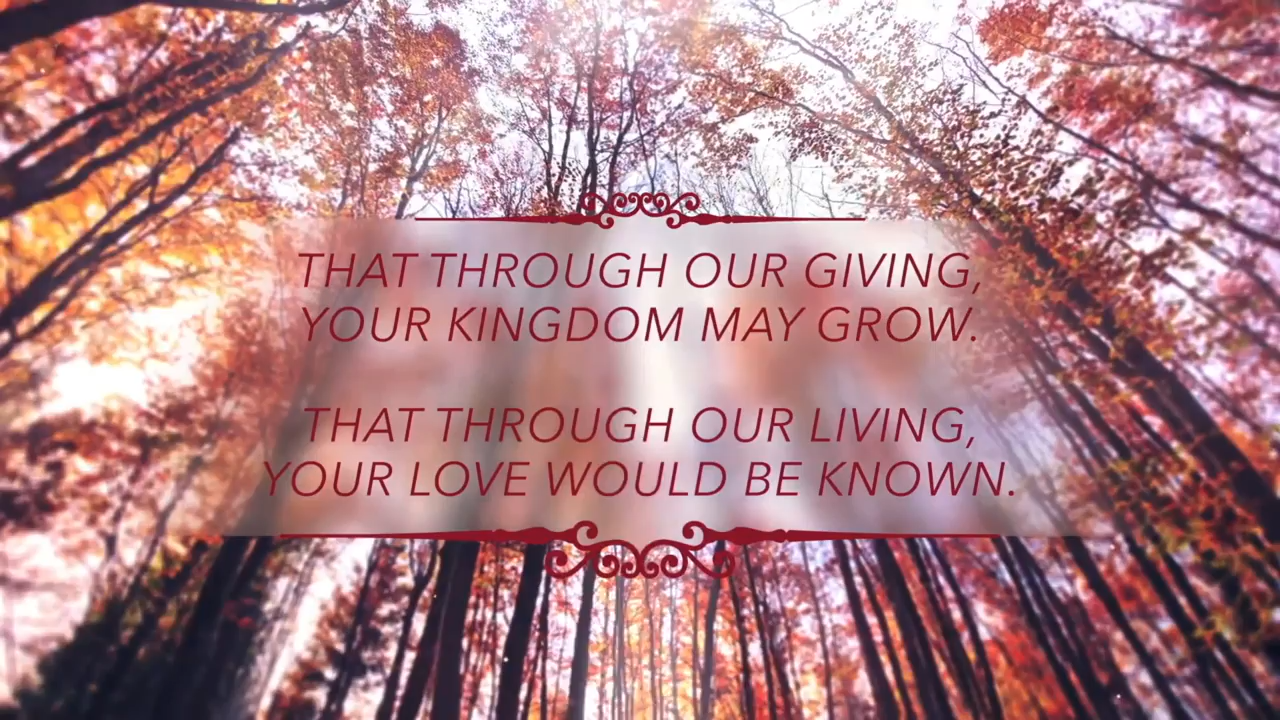 THAT THROUGH OUR GIVING,
YOUR KINGDOM MAY GROW.
THAT THROUGH OUR LIVING,
YOUR LOVE WOULD BE KNOWN.